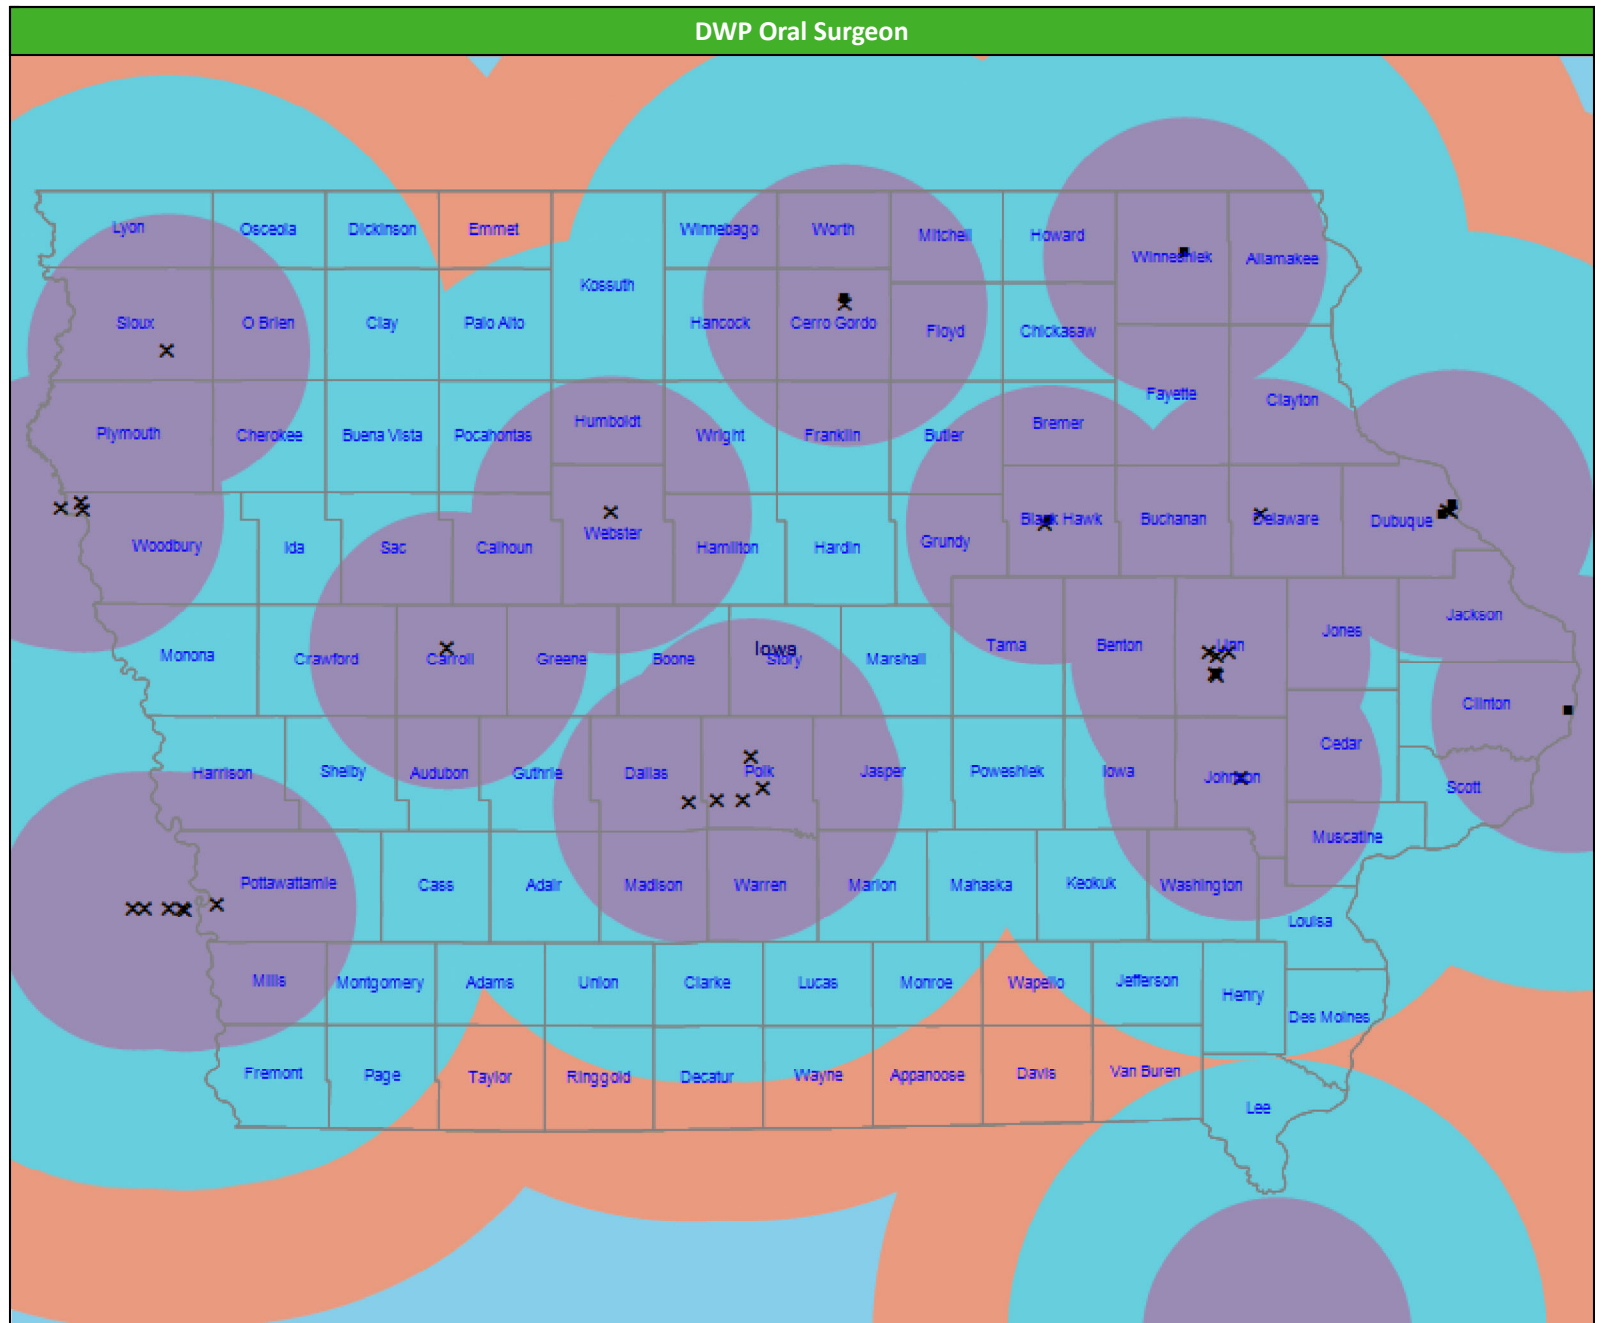 DWP Oral Surgeon
Lyon
Osceola
Dickinson
Emmet
Winnebago
Worth
Mitchell
Howard
Winneshiek
Allamakee
Kossuth
Sioux
O Brien
Clay
Palo Alto
Hancock
Cerro Gordo
Floyd
Chickasaw
Fayette
Clayton
Plymouth
Cherokee
Buena Vista
Pocahontas
Humboldt
Wright
Franklin
Butler
Bremer
Woodbury
Ida
Sac
Calhoun
Webster
Hamilton
Hardin
Grundy
Black Hawk
Buchanan
Delaware
Dubuque
Jackson
Monona
Crawford
Carroll
Greene
Boone
Iowa
Story
Marshall
Tama
Benton
Linn
Jones
Clinton
Harrison
Shelby
Audubon
Guthrie
Dallas
Polk
Jasper
Poweshiek
Iowa
Johnson
Cedar
Scott
Muscatine
Pottawattamie
Cass
Adair
Madison
Warren
Marion
Mahaska
Keokuk
Washington
Louisa
Mills
Montgomery
Adams
Union
Clarke
Lucas
Monroe
Wapello
Jefferson
Henry
Des Moines
Fremont
Page
Taylor
Ringgold
Decatur
Wayne
Appanoose
Davis
Van Buren
Lee